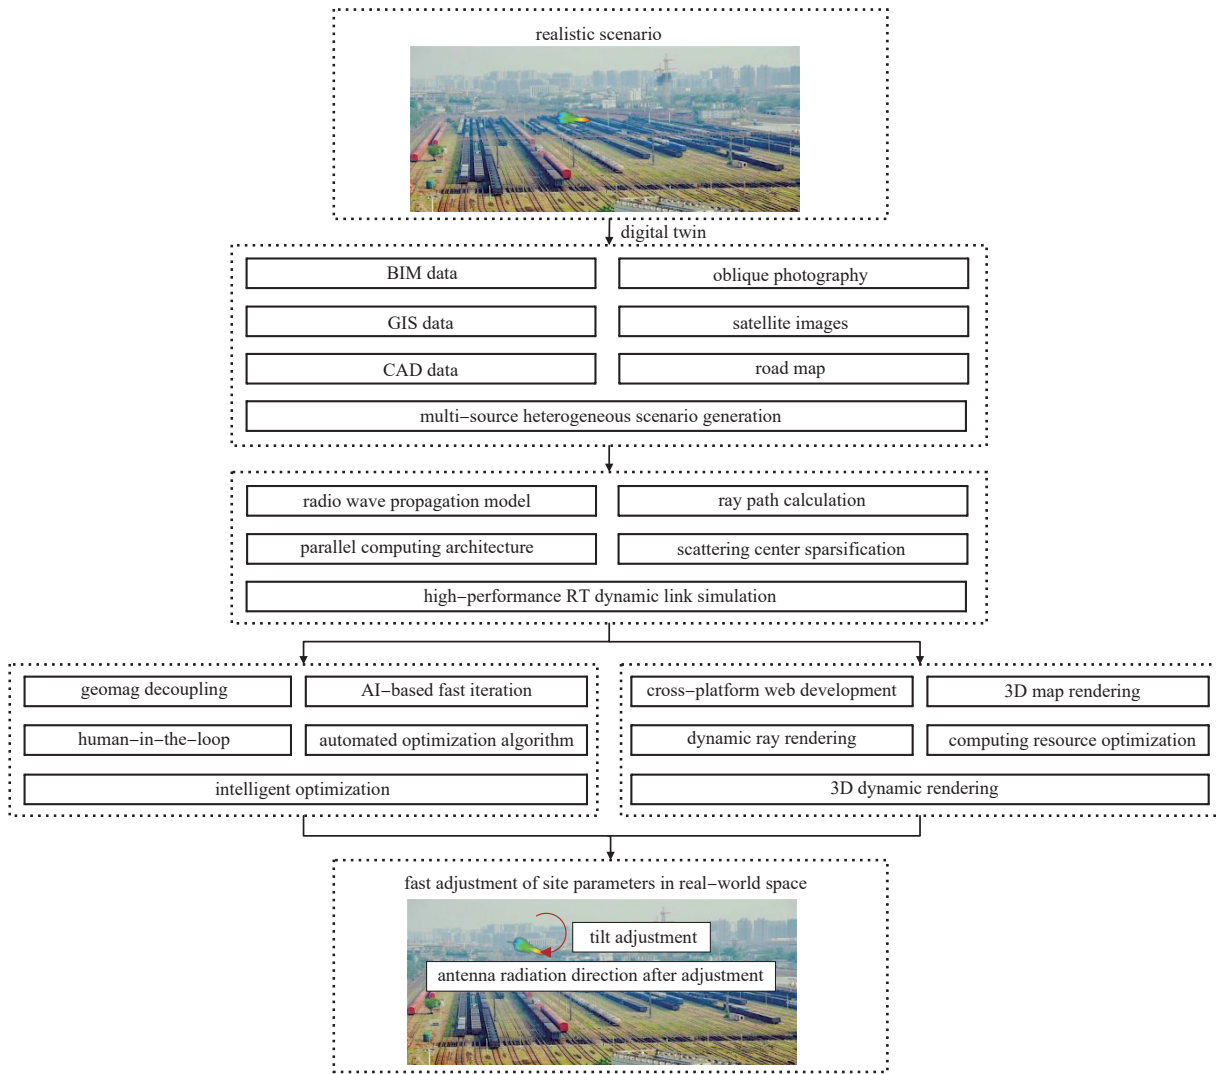 realistic scenario
digital twin
BIM data
oblique photography
GIS data
satellite images
CAD data
road map
multi−source heterogeneous scenario generation
radio wave propagation model
ray path calculation
parallel computing architecture
scattering center sparsification
high−performance RT dynamic link simulation
geomag decoupling
AI−based fast iteration
human−in−the−loop
automated optimization algorithm
intelligent optimization
cross−platform web development
3D map rendering
dynamic ray rendering
computing resource optimization
3D dynamic rendering
fast adjustment of site parameters in real−world space
tilt adjustment
antenna radiation direction after adjustment